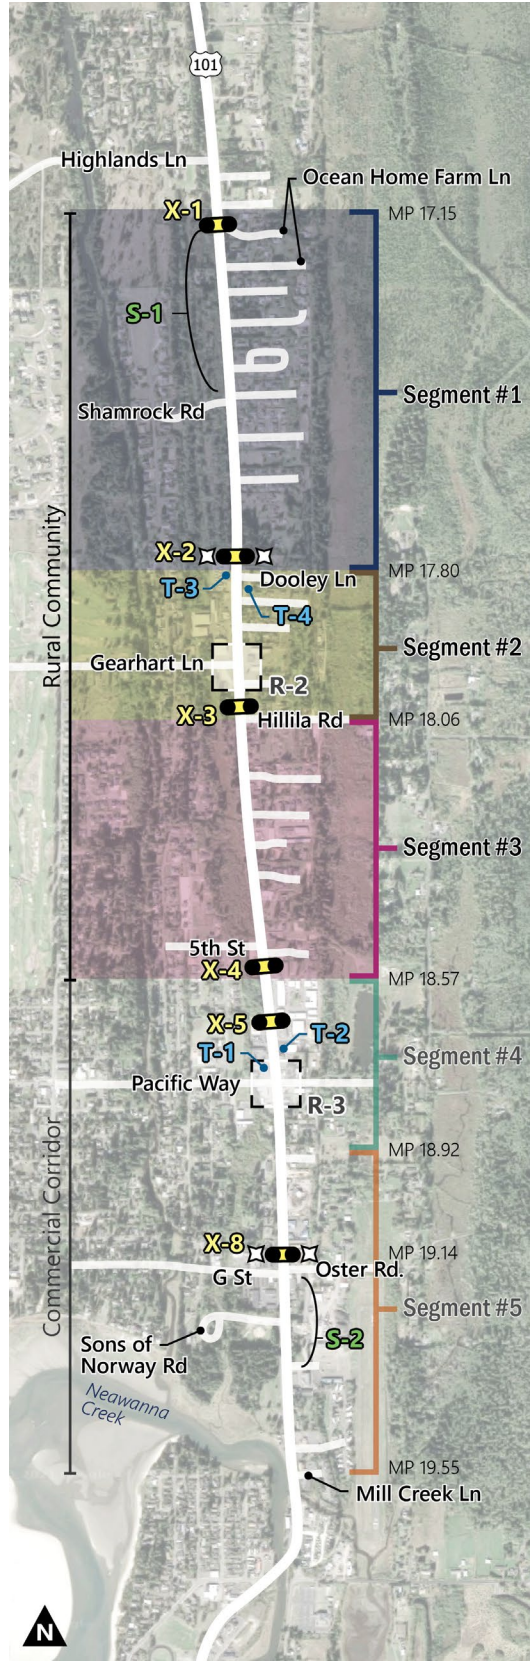 101
Highlands Ln
Ocean Home Farm Ln
X-1
MP 17.15
S-1
Segment #1
Shamrock Rd
Rural Community
X-2
MP 17.80
T-3
Dooley Ln
T-4
Segment #2
Gearhart Ln
R-2
X-3
Hillila Rd
MP 18.06
Segment #3
5th St
X-4
MP 18.57
X-5
T-2
T-1
Segment #4
Pacific Way
R-3
Commercial Corridor
MP 18.92
X-8
MP 19.14
G St
Oster Rd.
Segment #5
S-2
Sons of
Norway Rd
Neawanna
Creek
MP 19.55
Mill Creek Ln
N